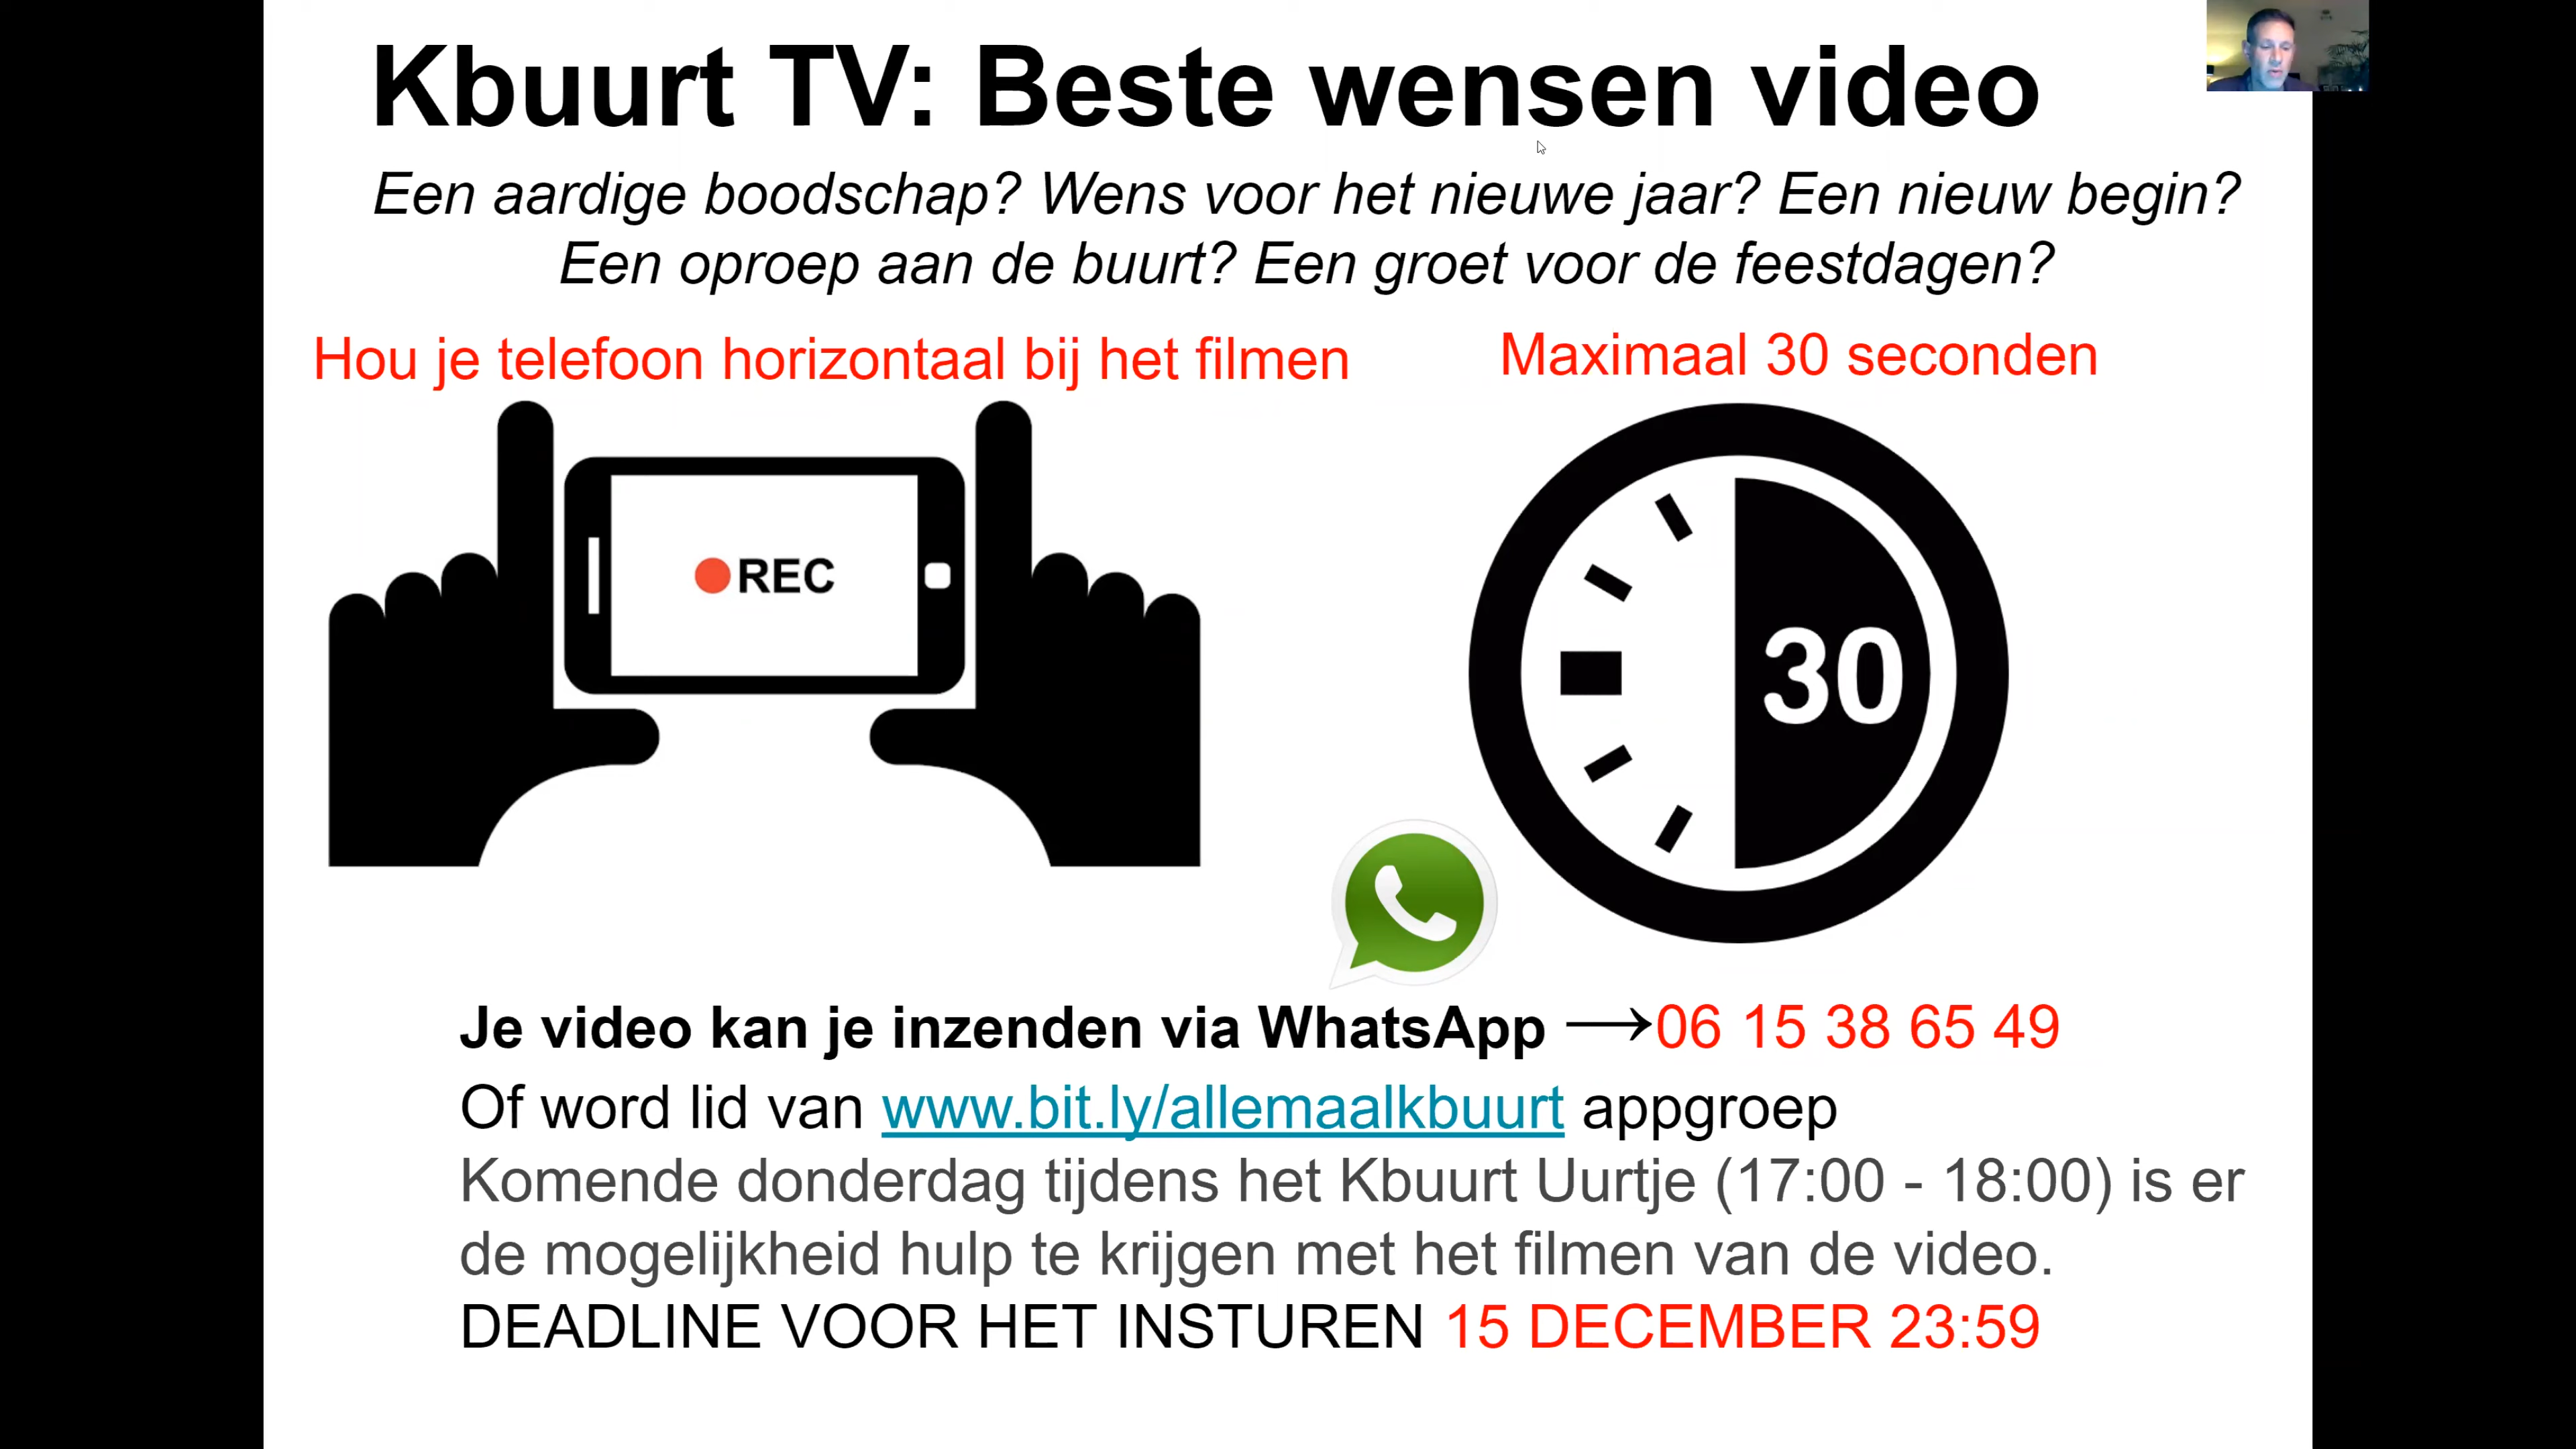 Kbuurt TV: Beste wensen video
Een aardige boodschap? Wens voor het nieuwe jaar? Een nieuw begin?
Een oproep aan de buurt? Een groet voor de feestdagen?
Hou je telefoon horizontaal bij het filmen
Maximaal 30 seconden
REC
30
Je video kan je inzenden via WhatsApp →06 15 38 65 49
Of word lid van www.bit.ly/allemaalkbuurt appgroep
Komende donderdag tijdens het Kbuurt Uurtje (17:00 - 18:00) is er
de mogelijkheid hulp te krijgen met het filmen van de video.
DEADLINE VOOR HET INSTUREN 15 DECEMBER 23:59